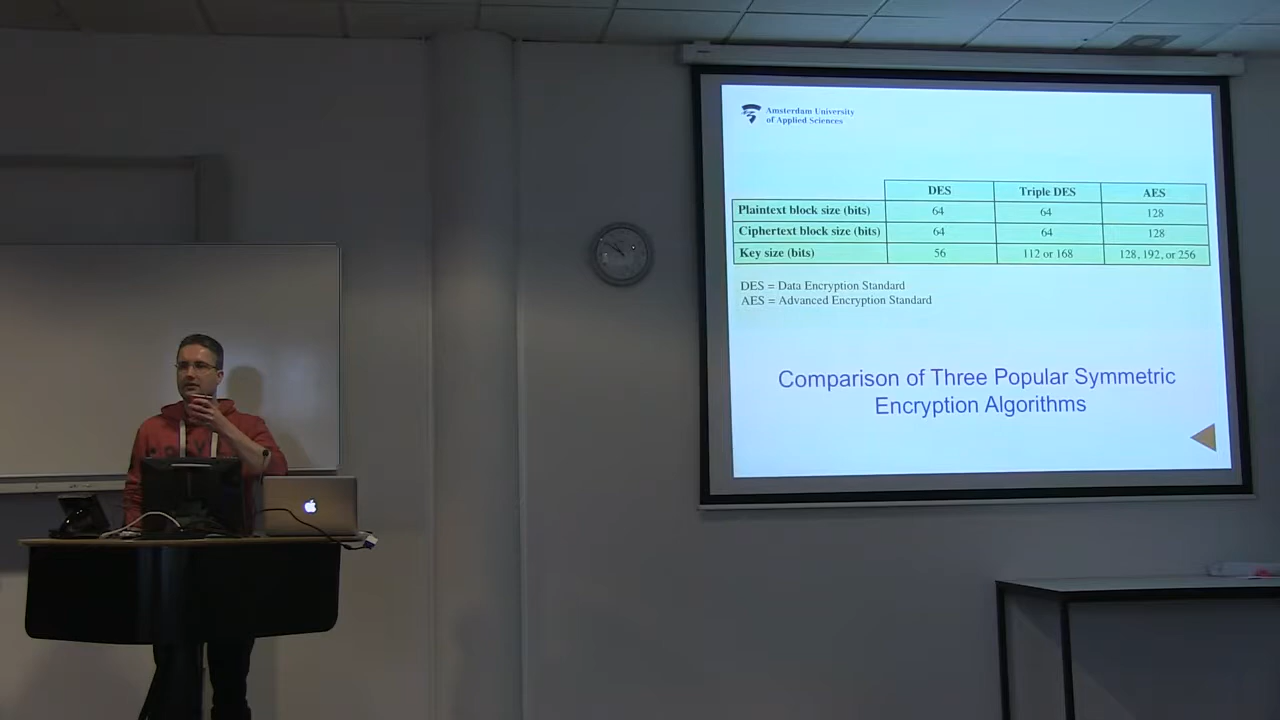 Amsterdam University
of Applied Sciences
DES Triple DES AES
Plaintext block size (bits) 64 64 128
Ciphertext block size (bits) 64 64 128
Key size (bits) 56 112 or 168 128, 192, or 256
DES = Data Encryption Standard
AES = Advanced Encryption Standard
Comparison of Three Popular Symmetric
Encryption Algorithms